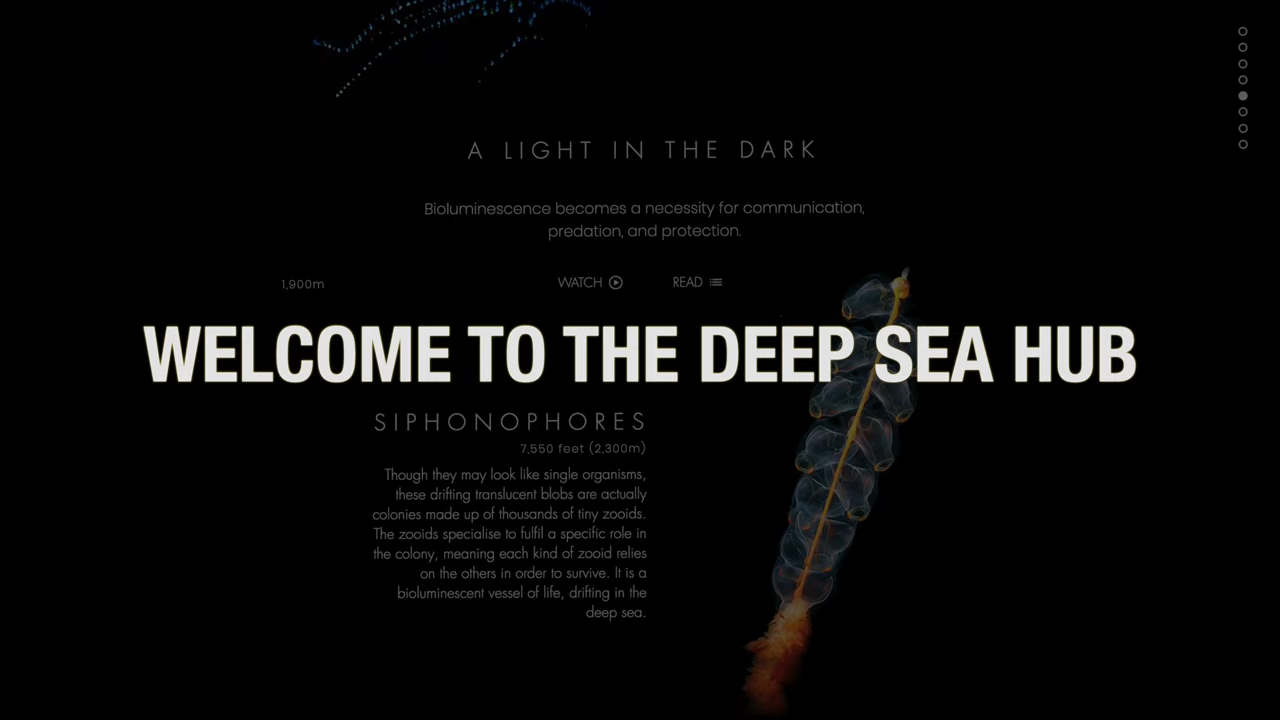 A LIGHT IN THE DARK
Bioluminescence becomes a necessity for communication,
predation, and protection.
1,900m
WATCH
READ
WELCOME TO THE DEEP SEA HUB
SIPHONOPHORES
7,550 feet (2,300m)
Though they may look like single organisms,
these drifting translucent blobs are actually
colonies made up of thousands of tiny zooids.
The zooids specialise to fulfil a specific role in
the colony, meaning each kind of zooid relies
on the others in order to survive. It is a
bioluminescent vessel of life, drifting in the
deep sea.